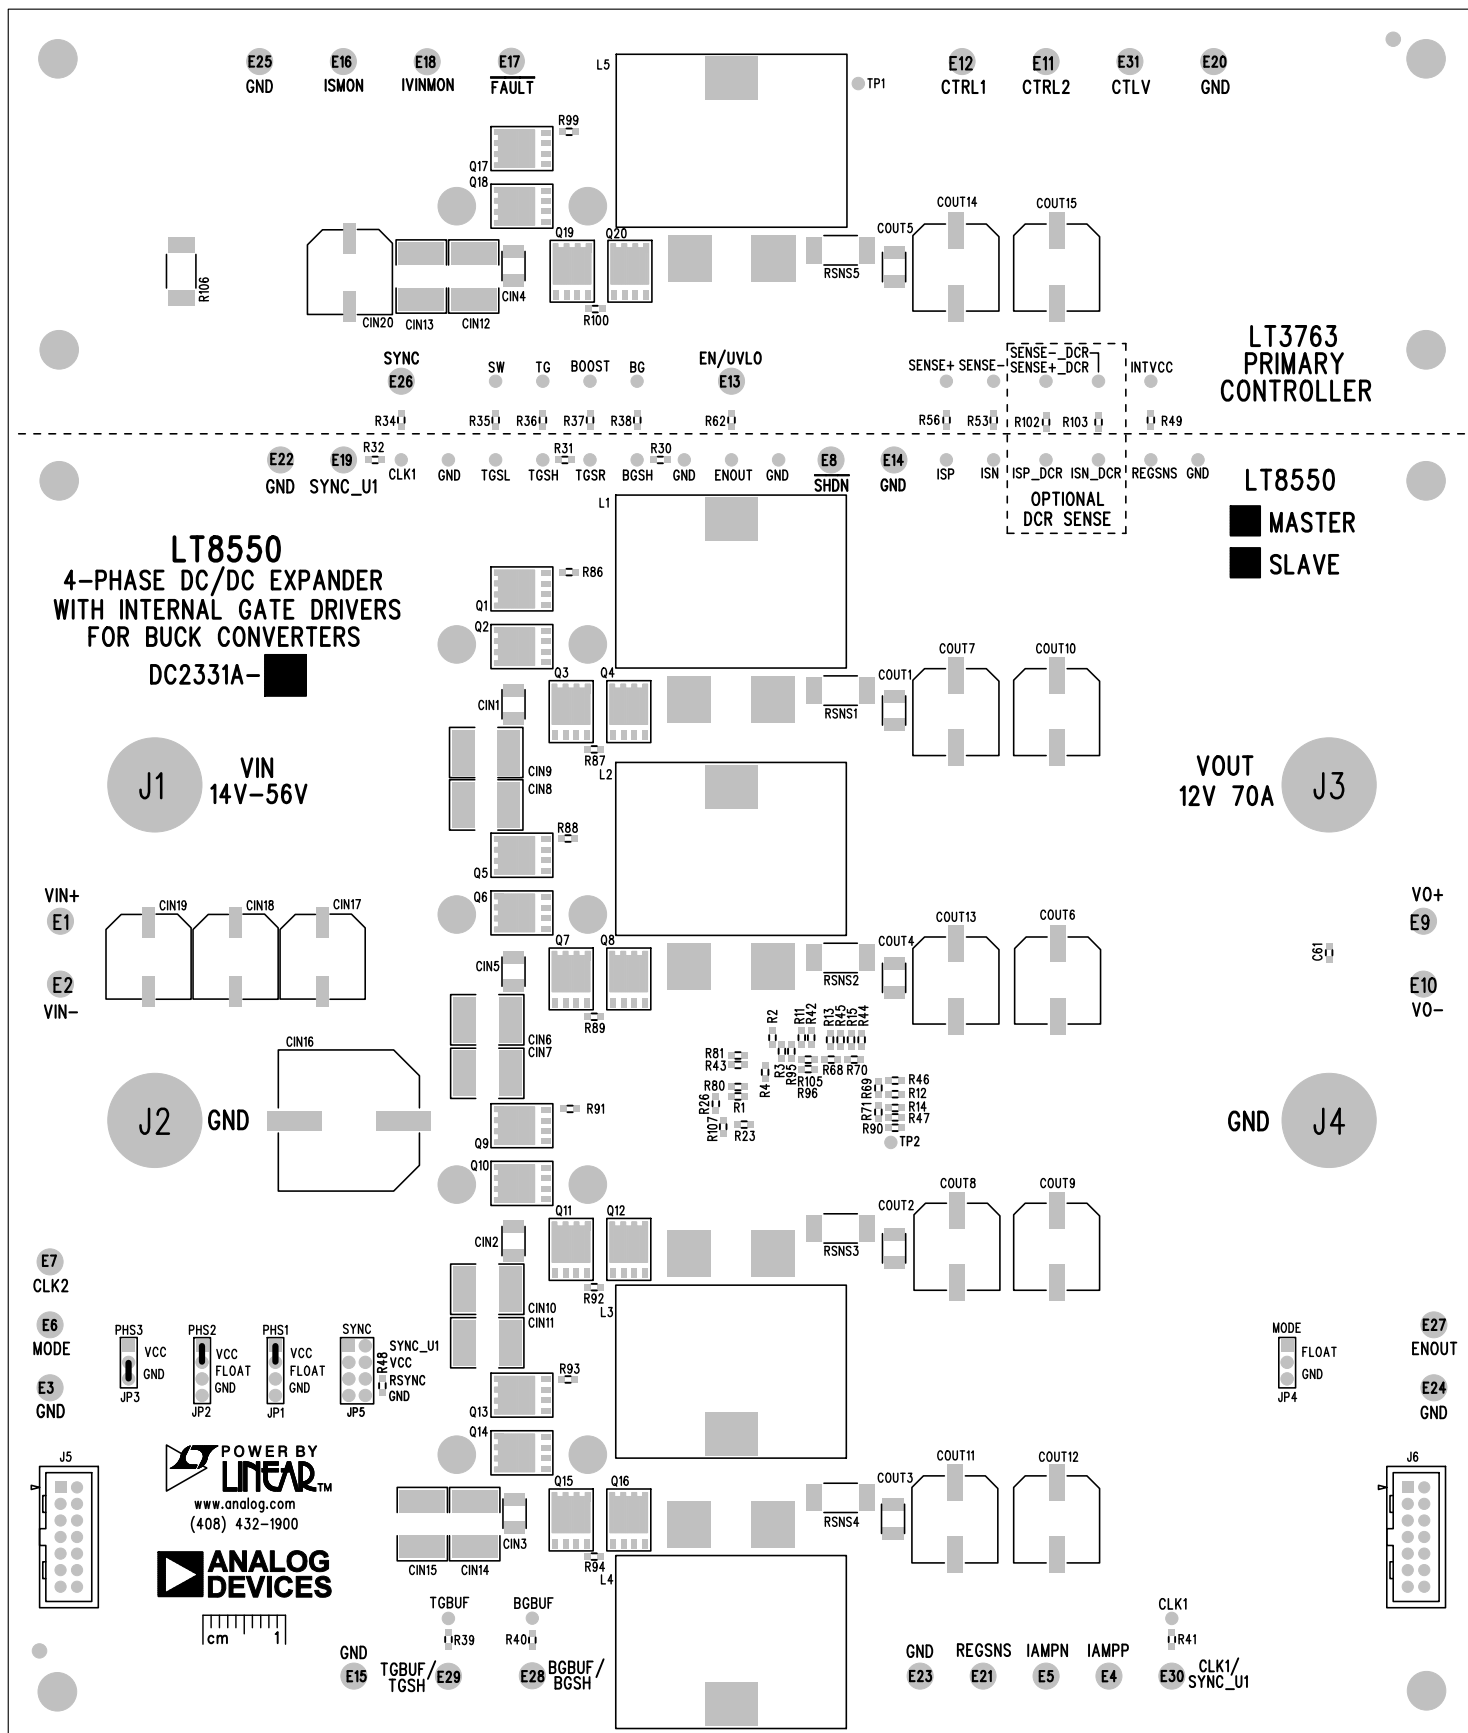 E25 E16 E18 E17 L5 TP1 E12 E11 E31 E20
GND ISMON IVINMON FAULT CTRL1 CTRL2 CTLV GND
R99
Q17
Q18
COUT14 COUT15
Q19 Q20 COUT5
R106 RSNS5
CIN4
CIN20 CIN13 CIN12 R100
LT3763
PRIMARY
CONTROLLER
SYNC SW TG BOOST BG EN/UVLO SENSE+ SENSE- SENSE-_DCR
SENSE+_DCR INTVCC
E26 E13
R34 R35 R36 R37 R38 R62 R56 R53 R102 R103 R49
E22 E19 R32 R31 R30 E8 E14
GND SYNC_U1 CLK1 GND TGSL TGSH TGSR BGSH GND ENOUT GND SHDN GND ISP ISN ISP_DCR ISN_DCR REGSNS GND
OPTIONAL
DCR SENSE
LT8550
MASTER
SLAVE
L1
LT8550
4-PHASE DC/DC EXPANDER
WITH INTERNAL GATE DRIVERS
FOR BUCK CONVERTERS
DC2331A-
R86
Q1
Q2
COUT7 COUT10
Q3 Q4 COUT1
CIN1 RSNS1
R87
CIN9 L2
CIN8
J1 VIN
14V-56V
VOUT
12V 70A J3
R88
Q5
Q6
VIN+ CIN19 CIN18 CIN17 VO+
E1 E9
COUT13 COUT6
Q7 Q8 COUT4
C61
CIN5 RSNS2
E2 E10
VIN- VO-
R89
CIN16 CIN6
CIN7
R2 R11 R42 R13 R45 R15 R44
R81
R43 R4 R3 R95 R105 R96 R68 R70
R80 R69 R46
R12
R26 R1 R71 R14
R47
R107 R23 R90
TP2
J2 GND GND J4
R91
Q9
Q10
COUT8 COUT9
Q11 Q12 COUT2
CIN2 RSNS3
R92
CIN10 L3
CIN11
E7
CLK2
E6
MODE
E3
GND
PHS3 PHS2 PHS1 SYNC
VCC VCC VCC SYNC_U1
GND FLOAT FLOAT VCC
GND GND RSYNC
GND
R48
JP3 JP2 JP1 JP5
MODE
FLOAT
GND
JP4
E27
ENOUT
E24
GND
R93
Q13
Q14
POWER BY
LINEAR TM
www.analog.com
(408) 432-1900
ANALOG
DEVICES
cm 1
J5 J6
COUT11 COUT12
Q15 Q16 COUT3
RSNS4
CIN15 CIN14 CIN3
R94
L4
TGBUF BGBUF CLK1
R39 R40 R41
GND TGBUF/
TGSH BGBUF/
BGSH GND REGSNS IAMPN IAMPP CLK1/
SYNC_U1
E15 E29 E28 E23 E21 E5 E4 E30